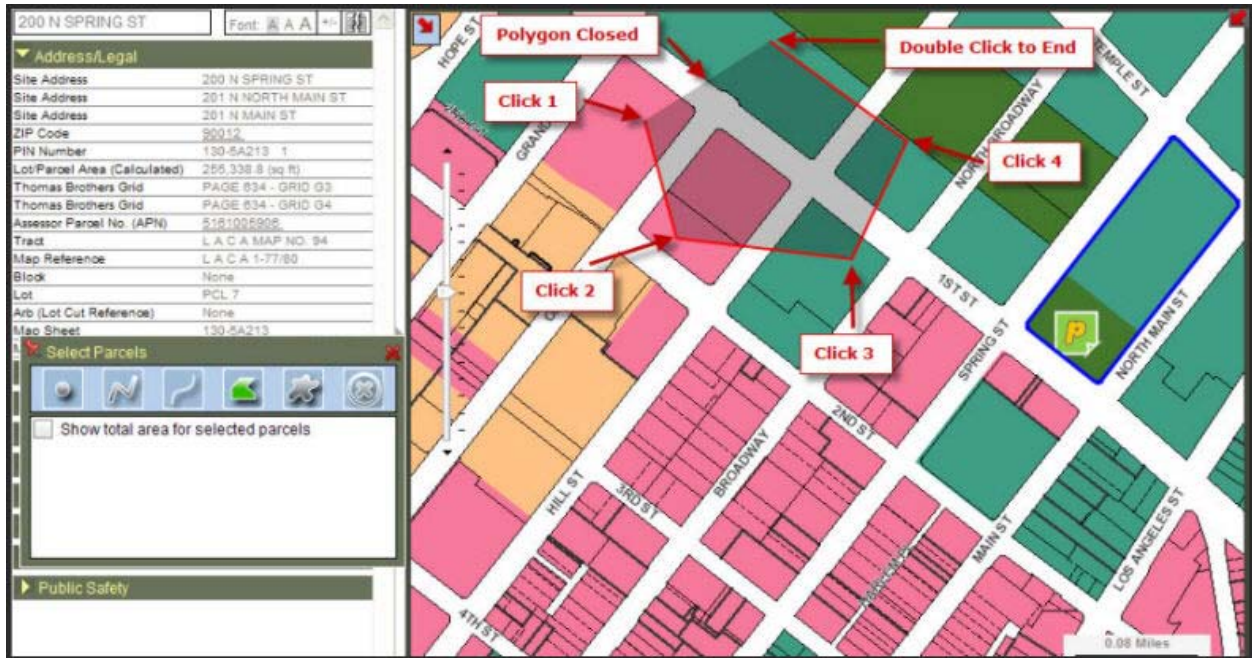 200 N SPRING ST
Font: A A A +/-
Address/Legal
Site Address 200 N SPRING ST
Site Address 201 N NORTH MAIN ST
Site Address 201 N MAIN ST
ZIP Code 90012
PIN Number 130-5A213 1
Lot/Parcel Area (Calculated) 256,338.8 (sq ft)
Thomas Brothers Grid PAGE 634 - GRID G3
Thomas Brothers Grid PAGE 634 - GRID G4
Assessor Parcel No. (APN) 5161005906
Tract L A C A MAP NO. 94
Map Reference L A C A 1-77/80
Block None
Lot PCL 7
Arb (Lot Cut Reference) None
Map Sheet 130-5A213
Select Parcels
Show total area for selected parcels
Public Safety
Polygon Closed
Double Click to End
Click 1
Click 4
Click 2
Click 3
HOPE ST
TEMPLE ST
NORTH BROADWAY
1ST ST
SPRING ST
NORTH MAIN ST
P
2ND ST
BROADWAY
HILL ST
3RD ST
MAIN ST
LOS ANGELES ST
4TH ST
0.08 Miles